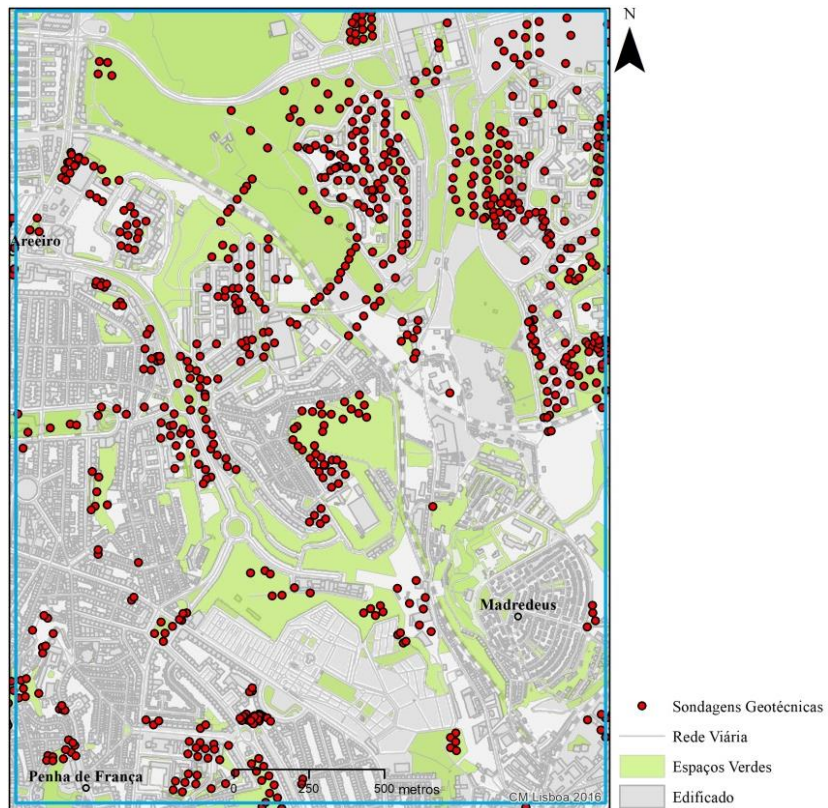 N
Areeiro
Madredeus
Penha de França
0 250 500 metros
CM Lisboa 2016
Sondagens Geotécnicas
Rede Viária
Espaços Verdes
Edificado